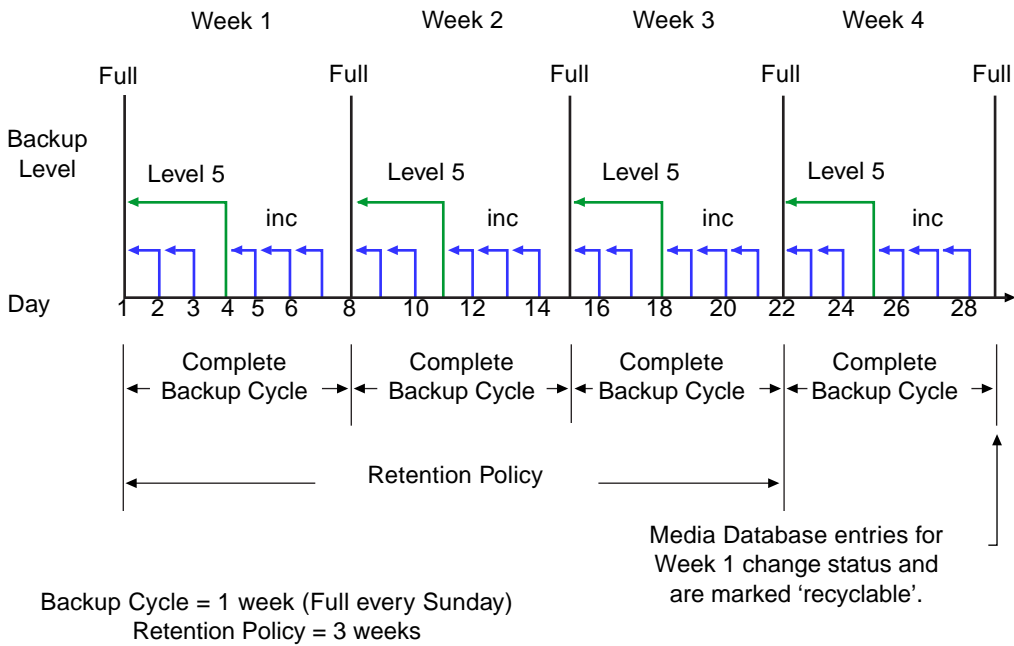 Week 1 Week 2 Week 3 Week 4
Full Full Full Full Full
Backup
Level
Level 5 Level 5 Level 5 Level 5
inc inc inc inc
Day 1 2 3 4 5 6 8 10 12 14 16 18 20 22 24 26 28
Complete Complete Complete Complete
Backup Cycle Backup Cycle Backup Cycle Backup Cycle
Retention Policy
Media Database entries for
Week 1 change status and
are marked ‘recyclable’.
Backup Cycle = 1 week (Full every Sunday)
Retention Policy = 3 weeks